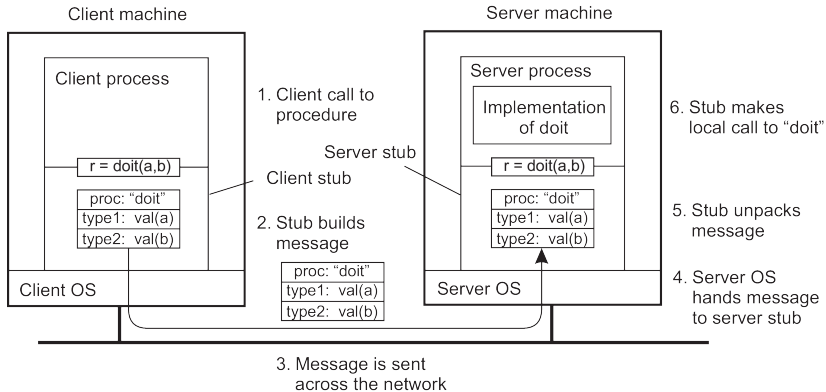 Client machine
Server machine
Client process
1. Client call to
procedure
r = doit(a,b)
Client stub
proc: “doit”
type1: val(a)
type2: val(b)
2. Stub builds
message
proc: “doit”
type1: val(a)
type2: val(b)
Client OS
3. Message is sent
across the network
Server process
Implementation
of doit
Server stub
r = doit(a,b)
proc: “doit”
type1: val(a)
type2: val(b)
Server OS
6. Stub makes
local call to “doit”
5. Stub unpacks
message
4. Server OS
hands message
to server stub